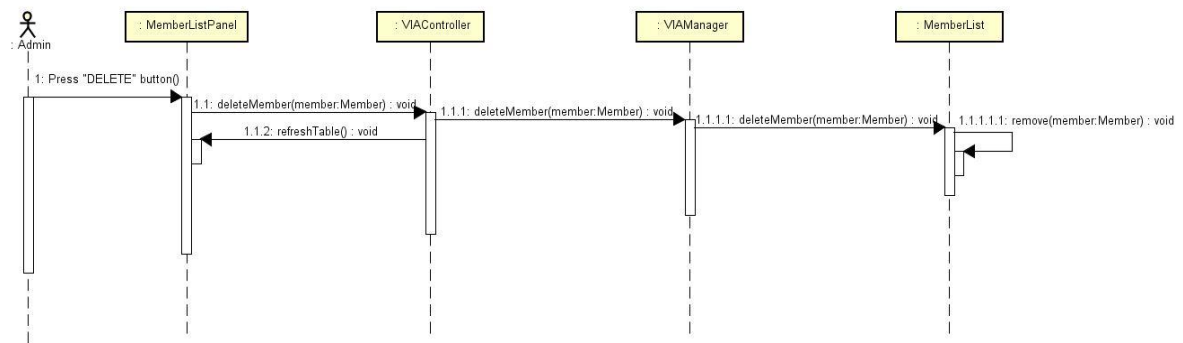 : Admin
: MemberListPanel
: VIAController
: VIAManager
: MemberList
1: Press "DELETE" button()
1.1: deleteMember(member:Member) : void
1.1.1: deleteMember(member:Member) : void
1.1.1.1: deleteMember(member:Member) : void
1.1.1.1.1: remove(member:Member) : void
1.1.2: refreshTable() : void